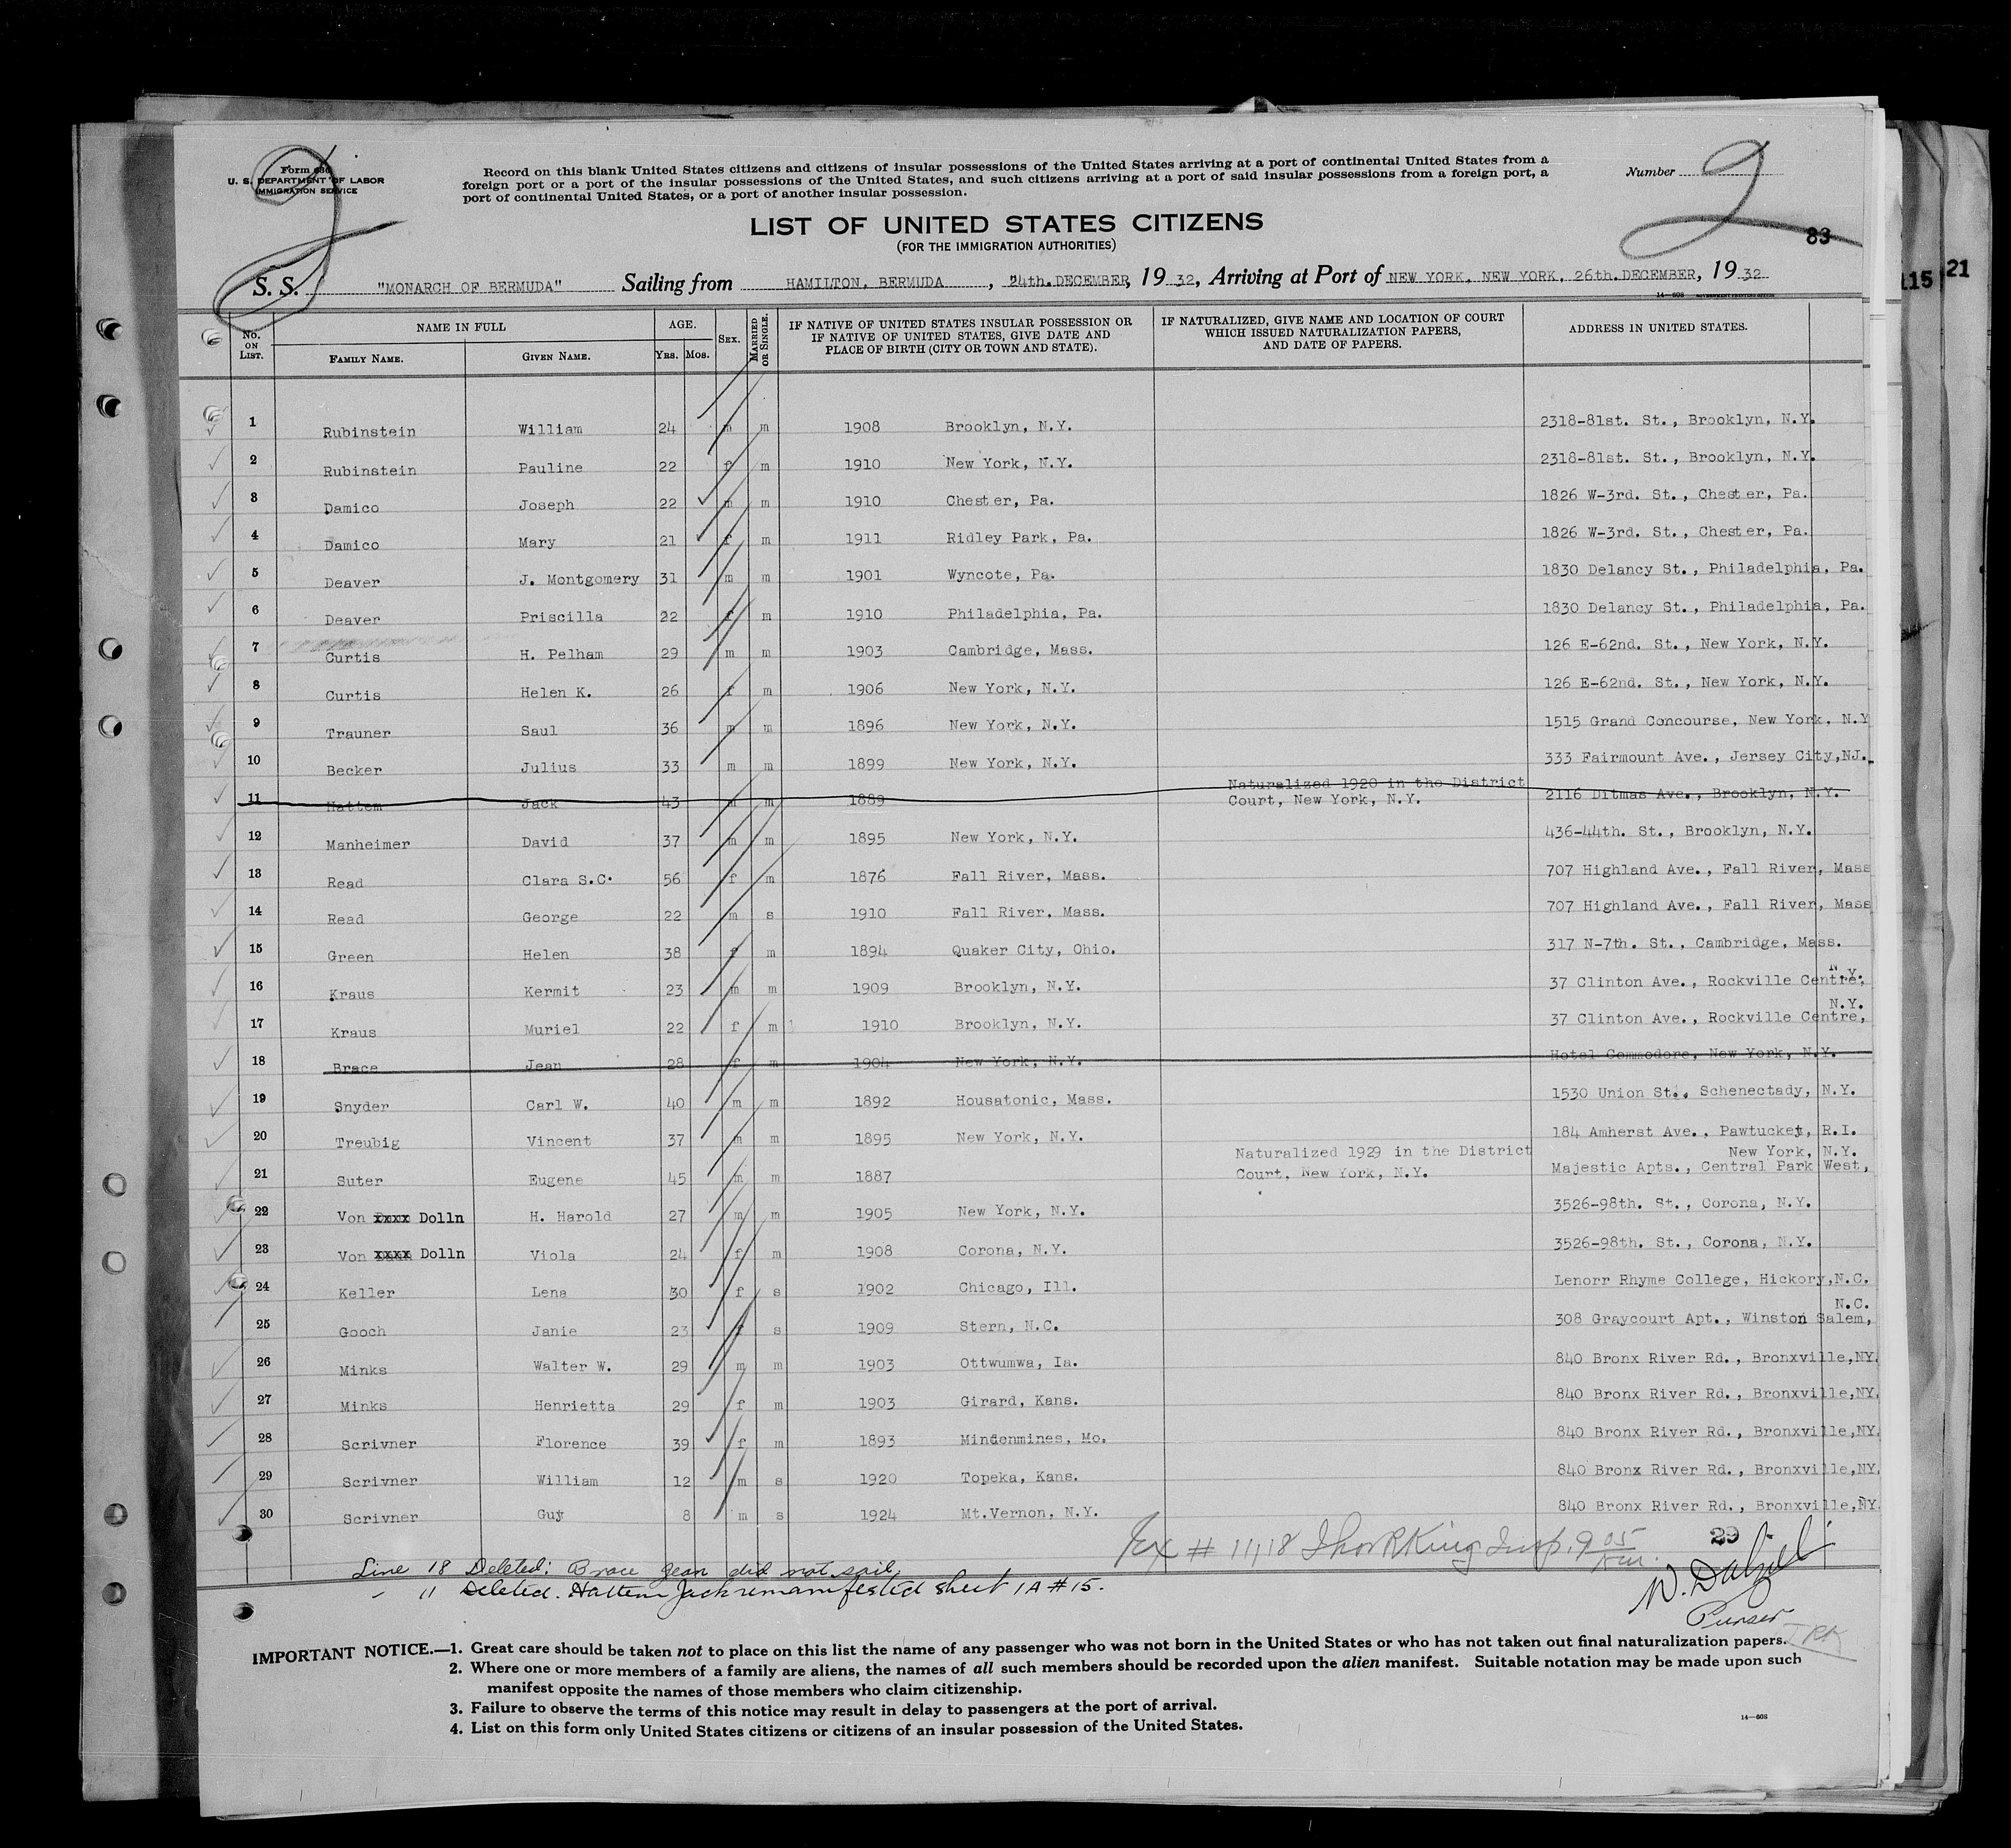 Form 630
U. S. DEPARTMENT OF LABOR
IMMIGRATION SERVICE
Record on this blank United States citizens and citizens of insular possessions of the United States arriving at a port of continental United States from a
foreign port or a port of the insular possessions of the United States, and such citizens arriving at a port of said insular possessions from a foreign port, a
port of continental United States, or a port of another insular possession.
Number 2
2
LIST OF UNITED STATES CITIZENS
(FOR THE IMMIGRATION AUTHORITIES)
83
115 21
S. S. "MONARCH OF BERMUDA" Sailing from HAMILTON, BERMUDA , 24th. DECEMBER, 19 32, Arriving at Port of NEW YORK, NEW YORK. 26th. DECEMBER, 19 32
14—608 GOVERNMENT PRINTING OFFICE
No. ON LIST. NAME IN FULL AGE. SEX. MARRIED OR SINGLE. IF NATIVE OF UNITED STATES INSULAR POSSESSION OR IF NATIVE OF UNITED STATES, GIVE DATE AND PLACE OF BIRTH (CITY OR TOWN AND STATE). IF NATURALIZED, GIVE NAME AND LOCATION OF COURT WHICH ISSUED NATURALIZATION PAPERS, AND DATE OF PAPERS. ADDRESS IN UNITED STATES.
FAMILY NAME. GIVEN NAME. YRS. MOS.
1 Rubinstein William 24 m m 1908 Brooklyn, N.Y. 2318-81st. St., Brooklyn, N.Y.
2 Rubinstein Pauline 22 f m 1910 New York, N.Y. 2318-81st. St., Brooklyn, N.Y.
3 Damico Joseph 22 m m 1910 Chester, Pa. 1826 W-3rd. St., Chester, Pa.
4 Damico Mary 21 f m 1911 Ridley Park, Pa. 1826 W-3rd. St., Chester, Pa.
5 Deaver J. Montgomery 31 m m 1901 Wyncote, Pa. 1830 Delancy St., Philadelphia, Pa.
6 Deaver Priscilla 22 f m 1910 Philadelphia, Pa. 1830 Delancy St., Philadelphia, Pa.
7 Curtis H. Pelham 29 m m 1903 Cambridge, Mass. 126 E-62nd. St., New York, N.Y.
8 Curtis Helen K. 26 f m 1906 New York, N.Y. 126 E-62nd. St., New York, N.Y.
9 Trauner Saul 36 m m 1896 New York, N.Y. 1515 Grand Concourse, New York, N.Y
10 Becker Julius 33 m m 1899 New York, N.Y. 333 Fairmount Ave., Jersey City,NJ.
11 Hattem Jack 43 m m 1889 Naturalized 1920 in the District Court, New York, N.Y. 2116 Ditmas Ave., Brooklyn, N.Y.
12 Manheimer David 37 m m 1895 New York, N.Y. 436-44th. St., Brooklyn, N.Y.
13 Read Clara S.C. 56 f m 1876 Fall River, Mass. 707 Highland Ave., Fall River, Mass
14 Read George 22 m s 1910 Fall River, Mass. 707 Highland Ave., Fall River, Mass
15 Green Helen 38 f m 1894 Quaker City, Ohio. 317 N-7th. St., Cambridge, Mass.
16 Kraus Kermit 23 m m 1909 Brooklyn, N.Y. 37 Clinton Ave., Rockville Centre, N.Y.
17 Kraus Muriel 22 f m 1910 Brooklyn, N.Y. 37 Clinton Ave., Rockville Centre, N.Y.
18 Brace Jean 28 f m 1904 New York, N.Y. Hotel Commodore, New York, N.Y.
19 Snyder Carl W. 40 m m 1892 Housatonic, Mass. 1530 Union St., Schenectady, N.Y.
20 Treubig Vincent 37 m m 1895 New York, N.Y. 184 Amherst Ave., Pawtucket, R.I.
21 Suter Eugene 45 m m 1887 Naturalized 1929 in the District Court, New York, N.Y. Majestic Apts., Central Park West, New York, N.Y.
22 Von xxxx Dolln H. Harold 27 m m 1905 New York, N.Y. 3526-98th. St., Corona, N.Y.
23 Von xxxx Dolln Viola 24 f m 1908 Corona, N.Y. 3526-98th. St., Corona, N.Y.
24 Keller Lena 30 f s 1902 Chicago, Ill. Lenorr Rhyme College, Hickory,N.C.
25 Gooch Janie 23 f s 1909 Stern, N.C. 308 Graycourt Apt., Winston Salem, N.C.
26 Minks Walter W. 29 m m 1903 Ottwumwa, Ia. 840 Bronx River Rd., Bronxville,NY.
27 Minks Henrietta 29 f m 1903 Girard, Kans. 840 Bronx River Rd., Bronxville,NY.
28 Scrivner Florence 39 f m 1893 Mindenmines, Mo. 840 Bronx River Rd., Bronxville,NY.
29 Scrivner William 12 m s 1920 Topeka, Kans. 840 Bronx River Rd., Bronxville,NY.
30 Scrivner Guy 8 m s 1924 Mt.Vernon, N.Y. 840 Bronx River Rd., Bronxville,NY.
Ex # 11,18 King Insp. 9 05
29
Line 18 Deleted; Brace Jean did not sail,
11 Deleted. Hattem Jack remanifested sheet 1A #15.
W. Dalziel
Purser
IRK
IMPORTANT NOTICE.—1. Great care should be taken not to place on this list the name of any passenger who was not born in the United States or who has not taken out final naturalization papers.
2. Where one or more members of a family are aliens, the names of all such members should be recorded upon the alien manifest. Suitable notation may be made upon such
manifest opposite the names of those members who claim citizenship.
3. Failure to observe the terms of this notice may result in delay to passengers at the port of arrival.
4. List on this form only United States citizens or citizens of an insular possession of the United States.
14—608